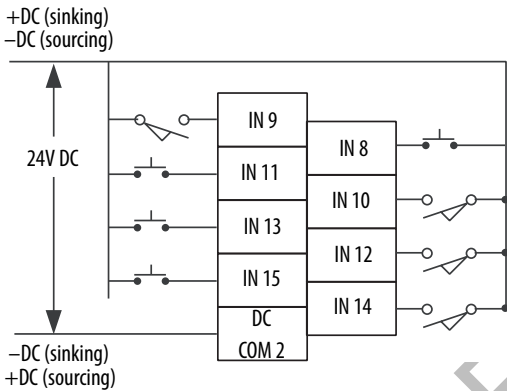 +DC (sinking)
–DC (sourcing)
24V DC
IN 9
IN 8
IN 11
IN 10
IN 13
IN 12
IN 15
IN 14
DC
COM 2
–DC (sinking)
+DC (sourcing)